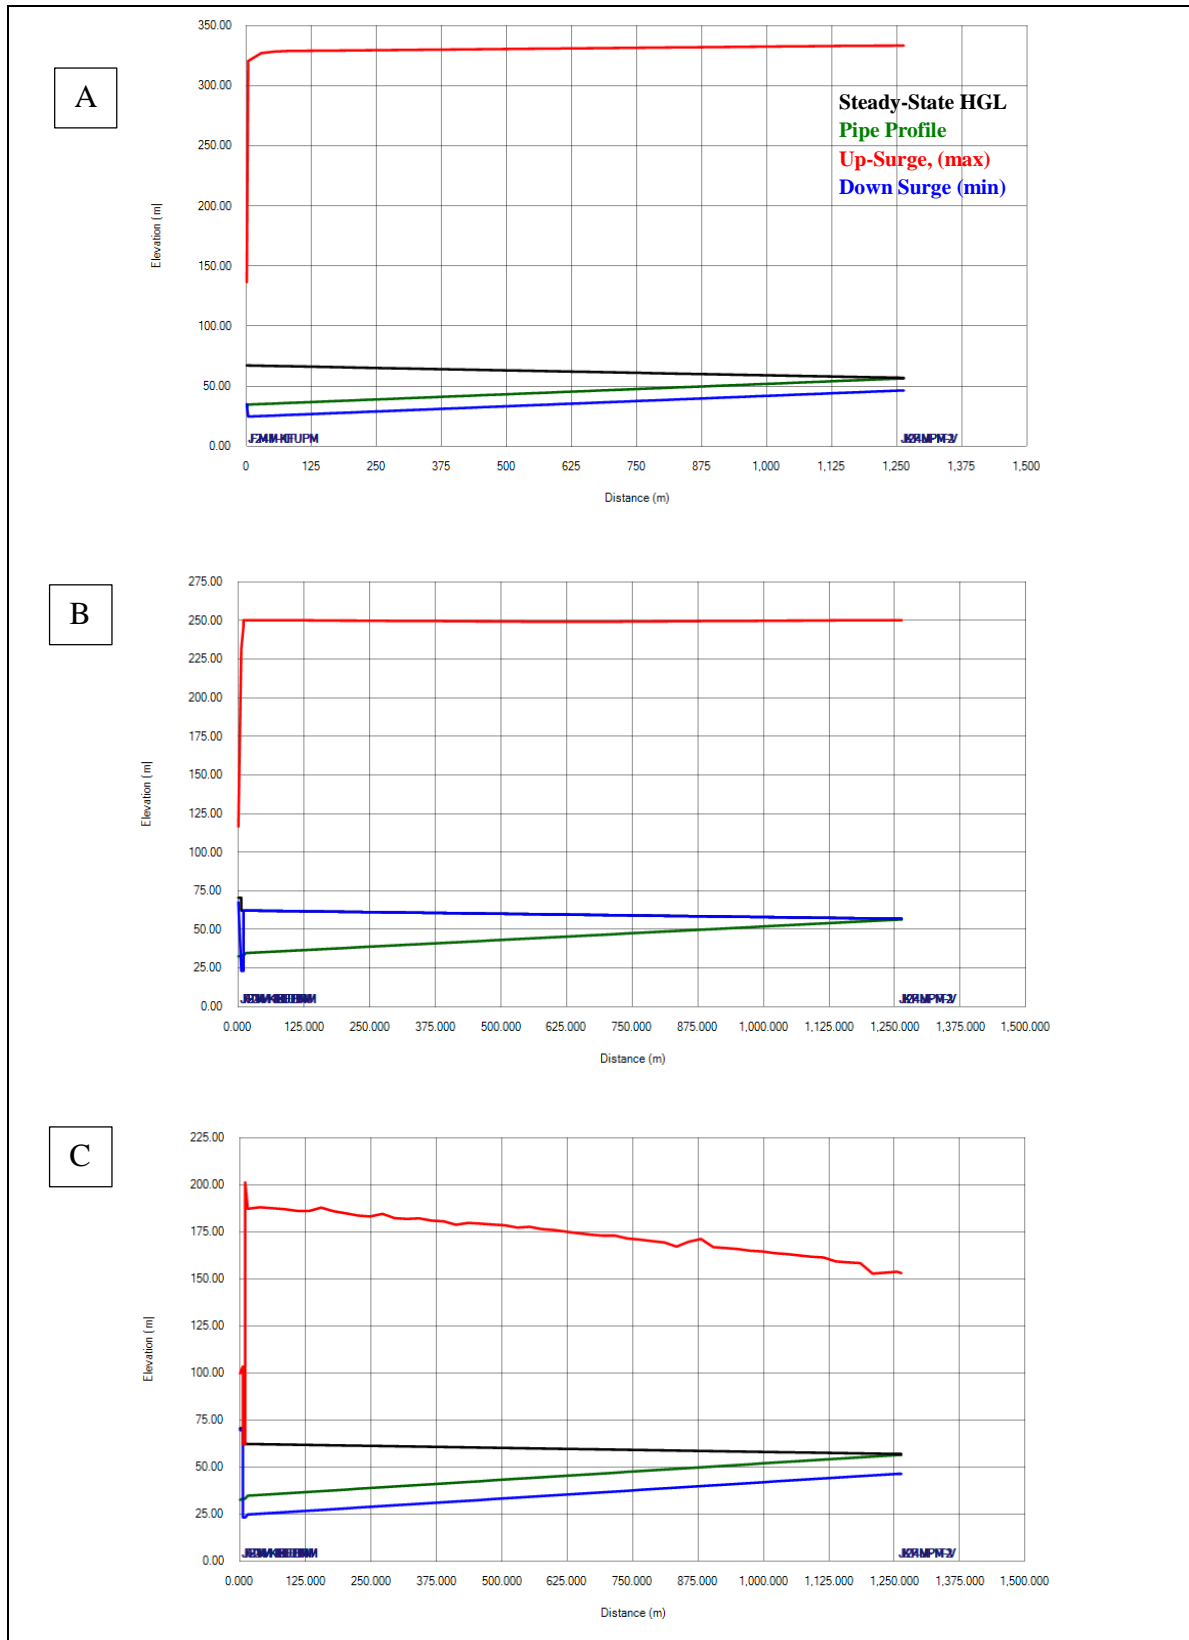 A
350.00
300.00
250.00
200.00
150.00
100.00
50.00
0.00
Elevation (m)
Steady-State HGL
Pipe Profile
Up-Surge, (max)
Down Surge (min)
0 125 250 375 500 625 750 875 1,000 1,125 1,250 1,375 1,500
Distance (m)
B
275.00
250.00
225.00
200.00
175.00
150.00
125.00
100.00
75.00
50.00
25.00
0.00
Elevation (m)
0.000 125.000 250.000 375.000 500.000 625.000 750.000 875.000 1,000.000 1,125.000 1,250.000 1,375.000 1,500.000
Distance (m)
C
225.00
200.00
175.00
150.00
125.00
100.00
75.00
50.00
25.00
0.00
Elevation (m)
0.000 125.000 250.000 375.000 500.000 625.000 750.000 875.000 1,000.000 1,125.000 1,250.000 1,375.000 1,500.000
Distance (m)